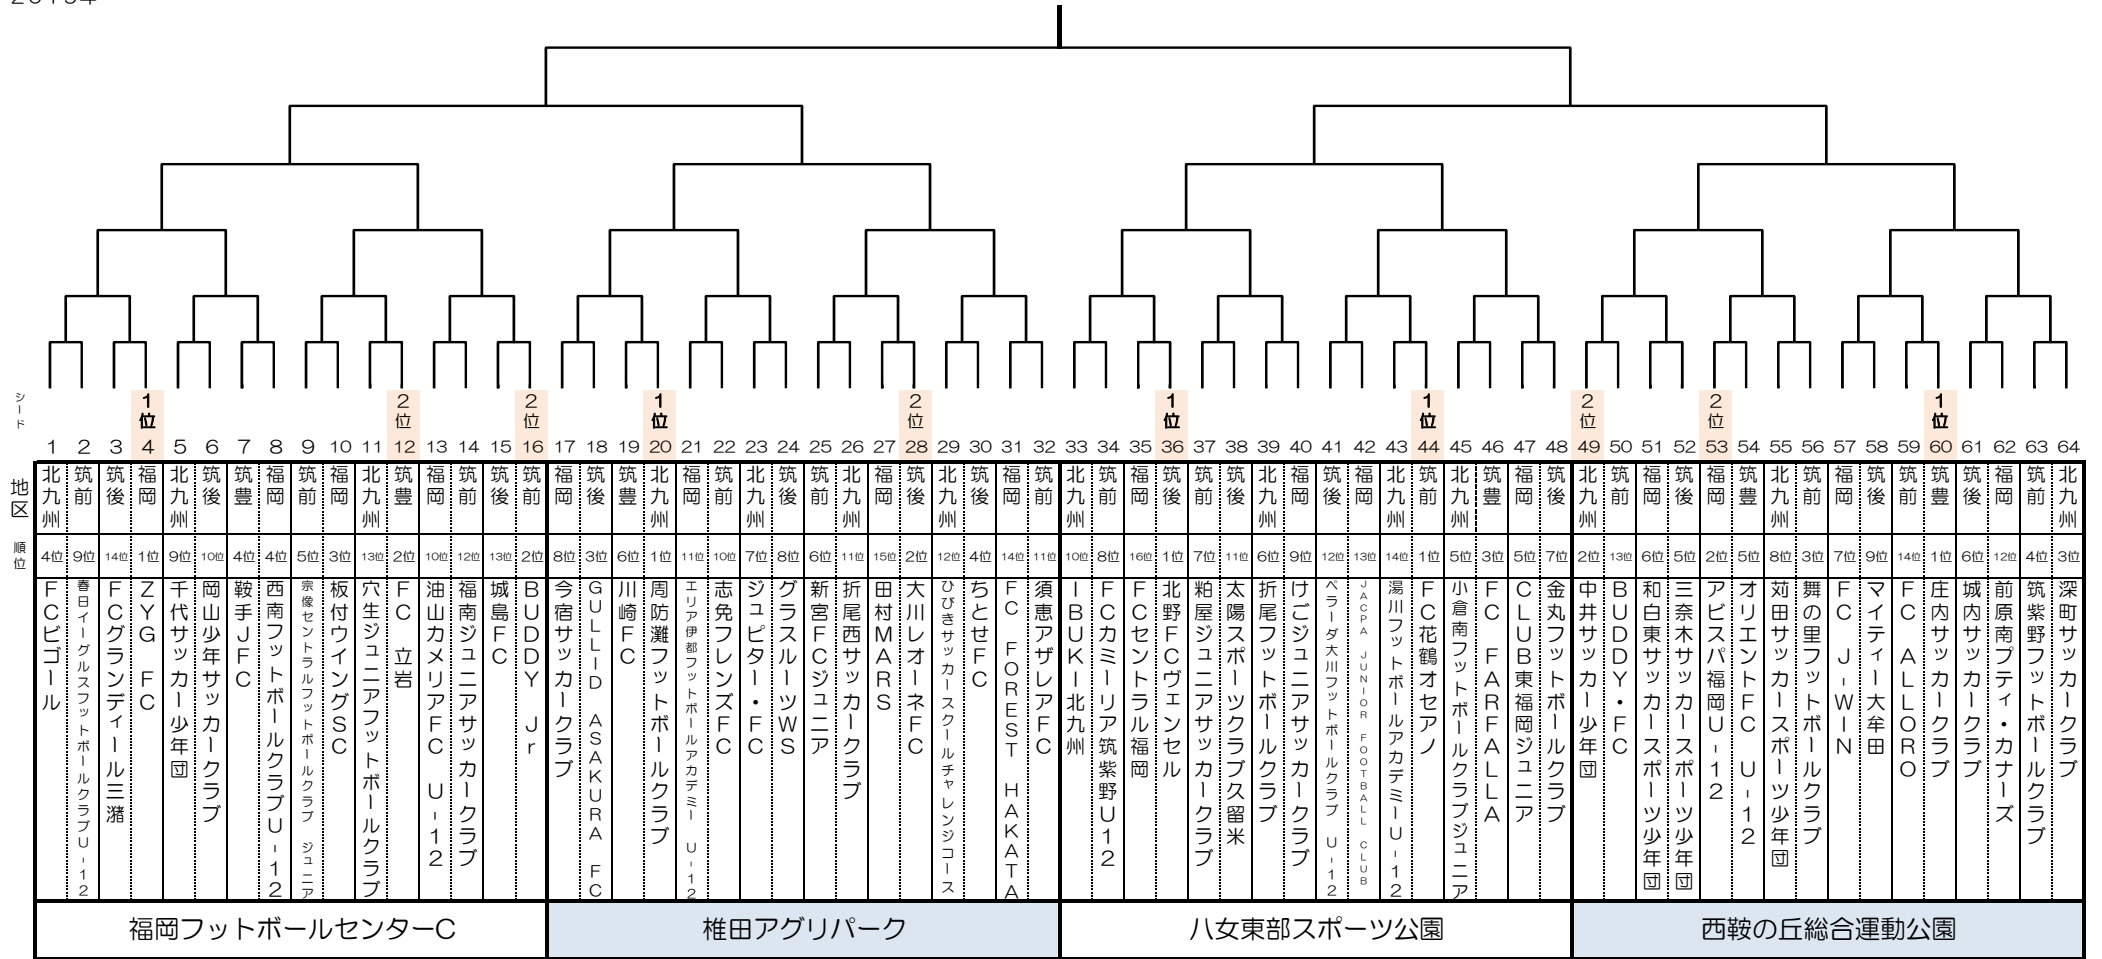 シード
1位 2位 2位 1位 2位 1位 1位 2位 2位 1位
1 2 3 4 5 6 7 8 9 10 11 12 13 14 15 16 17 18 19 20 21 22 23 24 25 26 27 28 29 30 31 32 33 34 35 36 37 38 39 40 41 42 43 44 45 46 47 48 49 50 51 52 53 54 55 56 57 58 59 60 61 62 63 64
地区 北九州 筑前 筑後 福岡 北九州 筑後 筑豊 福岡 筑前 福岡 北九州 筑豊 福岡 筑前 筑後 筑前 福岡 筑後 筑豊 北九州 福岡 筑前 北九州 福岡 筑前 北九州 福岡 筑後 北九州 筑後 福岡 筑前 北九州 筑前 福岡 筑後 筑前 筑後 北九州 福岡 筑後 福岡 北九州 筑前 北九州 筑豊 福岡 筑後 北九州 筑前 福岡 筑後 福岡 筑豊 北九州 筑前 福岡 筑後 筑前 筑豊 筑後 福岡 筑前 北九州
順位 4位 9位 14位 1位 9位 10位 4位 4位 5位 3位 13位 2位 10位 12位 13位 2位 8位 3位 6位 1位 11位 10位 7位 8位 6位 11位 15位 2位 12位 4位 14位 11位 10位 8位 16位 1位 7位 11位 6位 9位 12位 13位 14位 1位 5位 3位 5位 7位 2位 13位 6位 5位 2位 5位 8位 3位 7位 9位 14位 1位 6位 12位 4位 3位
FCビゴール
春日イーグルスフットボールクラブU-12
FCグランディール三潴
ZYG FC
千代サッカー少年団
岡山少年サッカークラブ
鞍手JFC
西南フットボールクラブU-12
宗像セントラルフットボールクラブ ジュニア
板付ウイングSC
穴生ジュニアフットボールクラブ
FC 立岩
油山カメリアFC U-12
福南ジュニアサッカークラブ
城島FC
BUDDY Jr
今宿サッカークラブ
GULLID ASAKURA FC
川崎FC
周防灘フットボールクラブ
エリア伊都フットボールアカデミー U-12
志免フレンズFC
ジュピター・FC
グラスルーツWS
新宮FCジュニア
折尾西サッカークラブ
田村MARS
大川レオーネFC
ひびきサッカースクールチャレンジコース
ちとせFC
FC FOREST HAKATA
須恵アザレアFC
IBUKI北九州
FCカミーリア筑紫野U12
FCセントラル福岡
北野FCヴェンセル
粕屋ジュニアサッカークラブ
太陽スポーツクラブ久留米
折尾フットボールクラブ
けごジュニアサッカークラブ
ベラーダ大川フットボールクラブ U-12
JACPA JUNIOR FOOTBALL CLUB
湯川フットボールアカデミーU-12
FC花鶴オセアノ
小倉南フットボールクラブジュニア
FC FARFALLA
CLUB東福岡ジュニア
金丸フットボールクラブ
中井サッカー少年団
BUDDY・FC
和白東サッカースポーツ少年団
三奈木サッカースポーツ少年団
アビスパ福岡U-12
オリエントFC U-12
苅田サッカースポーツ少年団
舞の里フットボールクラブ
FC J-WIN
マイティー大牟田
FC ALLORO
庄内サッカークラブ
城内サッカークラブ
前原南プティ・カナーズ
筑紫野フットボールクラブ
深町サッカークラブ
福岡フットボールセンターC
椎田アグリパーク
八女東部スポーツ公園
西鞍の丘総合運動公園